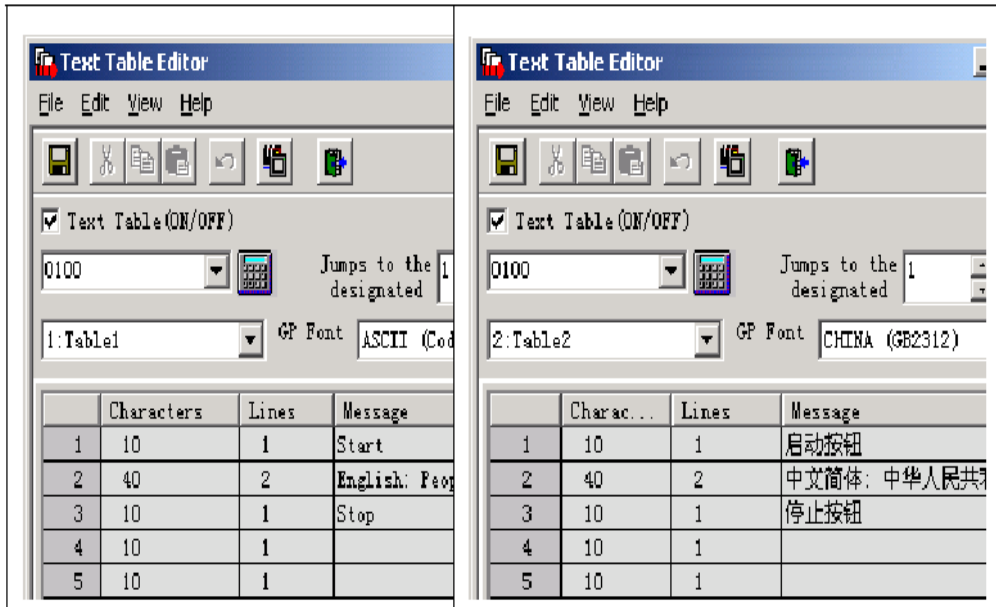 Text Table Editor
File Edit View Help
Text Table(ON/OFF)
0100
Jumps to the
designated
1
1:Table1
GP Font
ASCII (Cod
Characters Lines Message
1 10 1 Start
2 40 2 English: Peop
3 10 1 Stop
4 10 1
5 10 1
Text Table Editor
File Edit View Help
Text Table(ON/OFF)
0100
Jumps to the
designated
1
2:Table2
GP Font
CHINA (GB2312)
Charac... Lines Message
1 10 1 启动按钮
2 40 2 中文简体: 中华人民共和
3 10 1 停止按钮
4 10 1
5 10 1